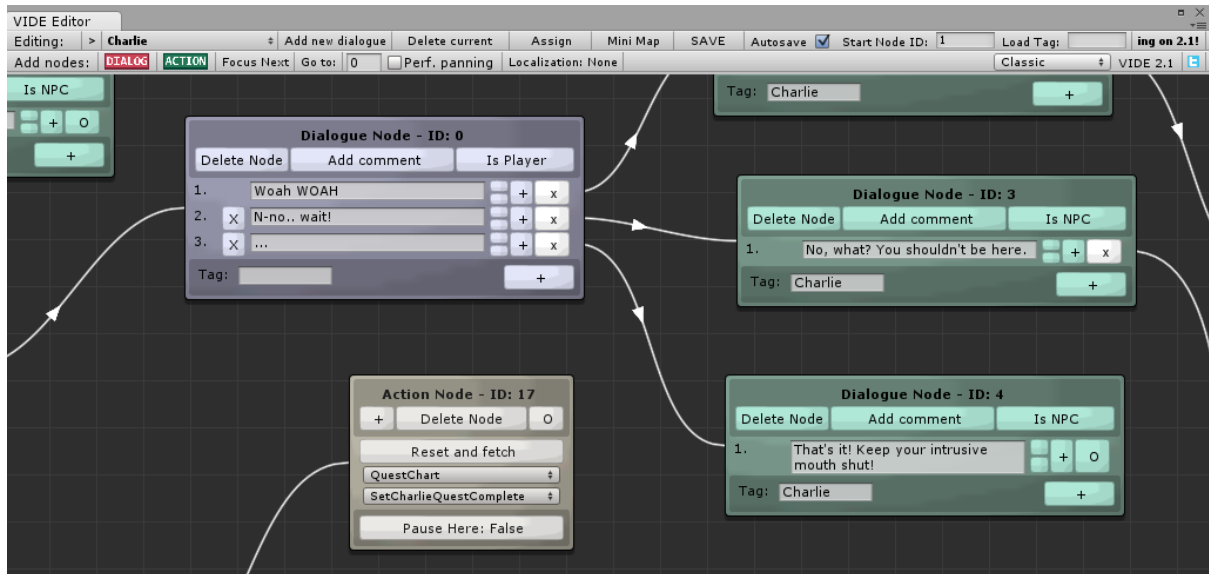 VIDE Editor
Editing: > Charlie Add new dialogue Delete current Assign Mini Map SAVE Autosave Start Node ID: 1 Load Tag: ing on 2.1!
Add nodes: DIALOG ACTION Focus Next Go to: 0 Perf. panning Localization: None Classic VIDE 2.1
Is NPC
+ O
+
Tag: Charlie
+
Dialogue Node - ID: 0
Delete Node Add comment Is Player
1. Woah WOAH + x
2. X N-no.. wait! + x
3. X ... + x
Tag: +
Dialogue Node - ID: 3
Delete Node Add comment Is NPC
1. No, what? You shouldn't be here. + x
Tag: Charlie +
Action Node - ID: 17
+ Delete Node O
Reset and fetch
QuestChart
SetCharlieQuestComplete
Pause Here: False
Dialogue Node - ID: 4
Delete Node Add comment Is NPC
1. That's it! Keep your intrusive
mouth shut! + O
Tag: Charlie +